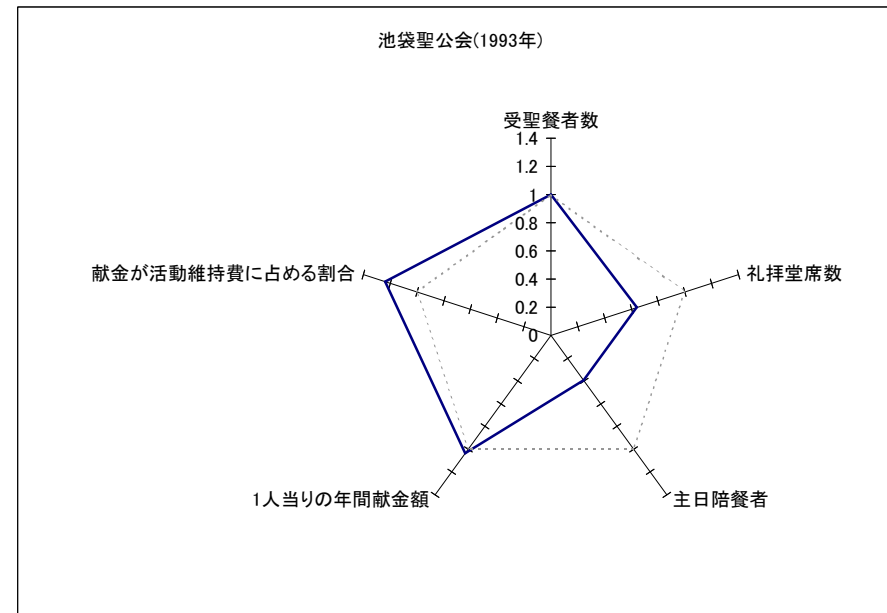 池袋聖公会(1993年)
受聖餐者数
1.4
1.2
1
0.8
0.6
0.4
0.2
0
礼拝堂席数
献金が活動維持費に占める割合
1人当りの年間献金額
主日陪餐者